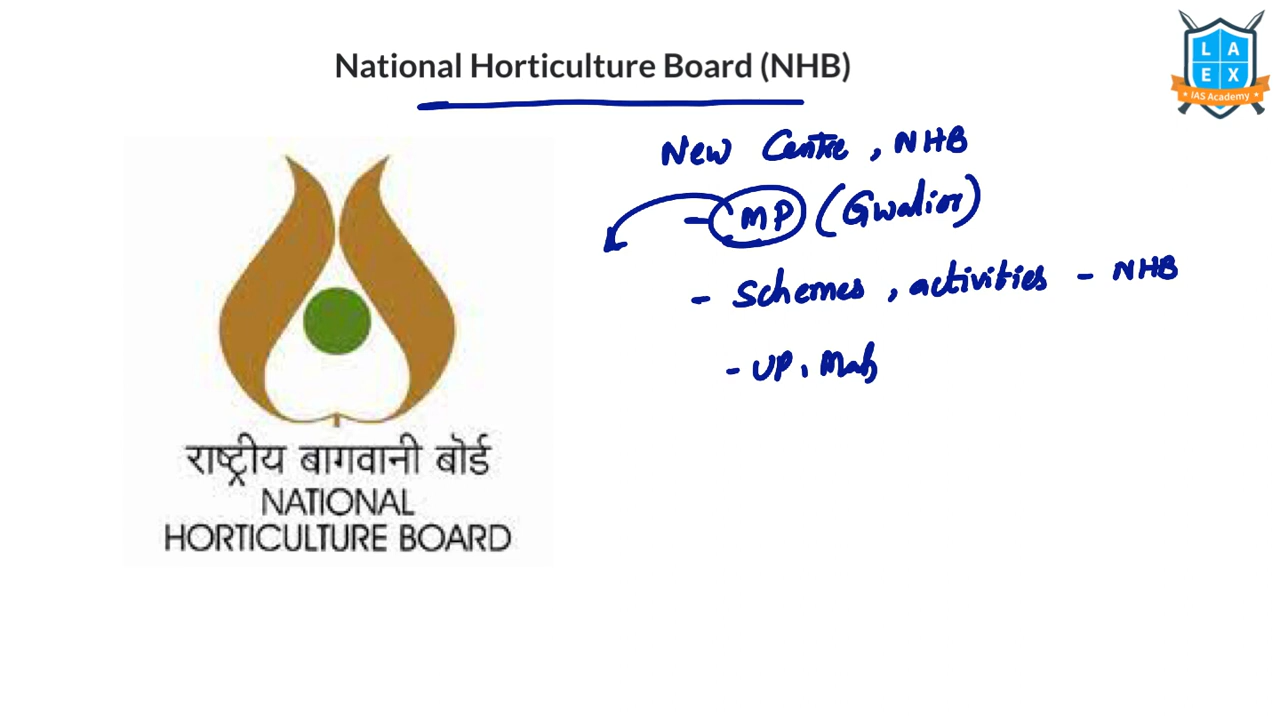 National Horticulture Board (NHB)
L A
E X
IAS Academy
New Centre, NHB
- MP (Gwalior)
- Schemes, activities - NHB
- UP, Mah
राष्ट्रीय बागवानी बोर्ड
NATIONAL
HORTICULTURE BOARD